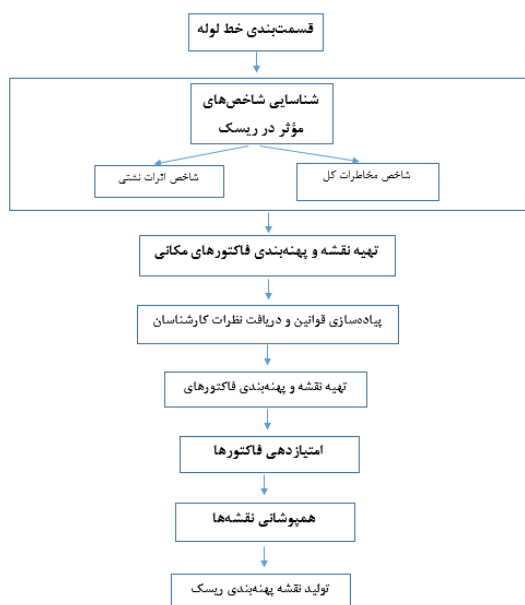 قسمت‌بندی خط لوله
شناسایی شاخص‌های
مؤثر در ریسک
شاخص مخاطرات کل
شاخص اثرات نشتی
تهیه نقشه و پهنه‌بندی فاکتورهای مکانی
پیاده‌سازی قوانین و دریافت نظرات کارشناسان
تهیه نقشه و پهنه‌بندی فاکتورهای
امتیازدهی فاکتورها
همپوشانی نقشه‌ها
تولید نقشه پهنه‌بندی ریسک